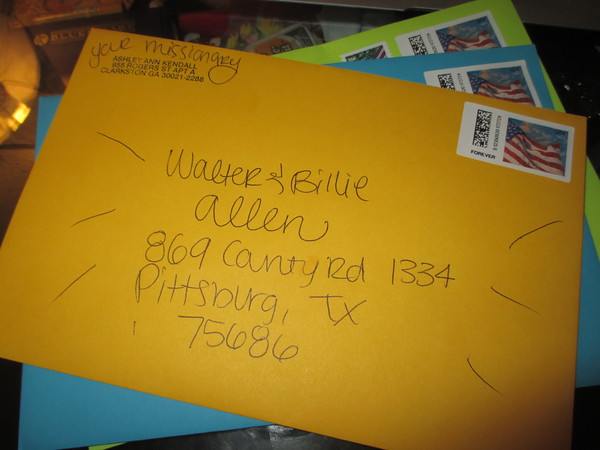 your missionary
ASHLEY ANN KENDALL
955 ROGERS ST APT A
CLARKSTON GA 30021-2288
FOREVER
Walter & Billie
Allen
869 County Rd 1334
Pittsburg, TX
75686